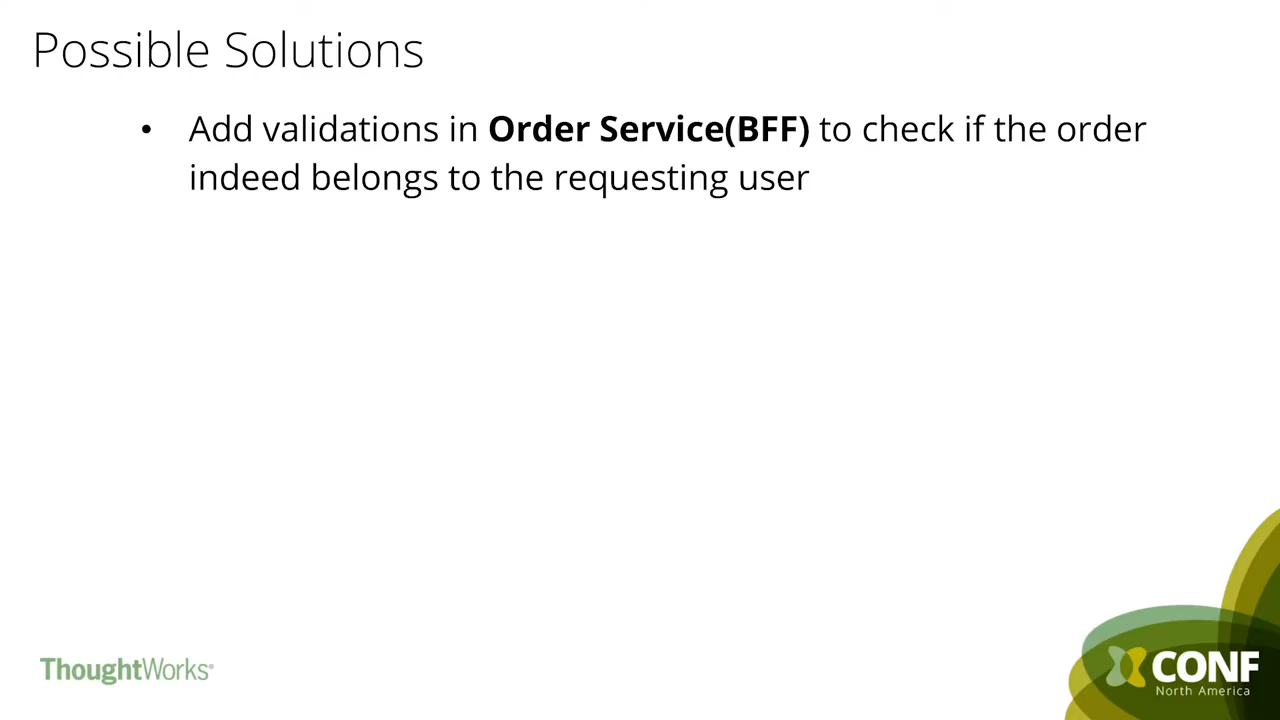 Possible Solutions
• Add validations in Order Service(BFF) to check if the order
indeed belongs to the requesting user
ThoughtWorks®
XCONF
North America